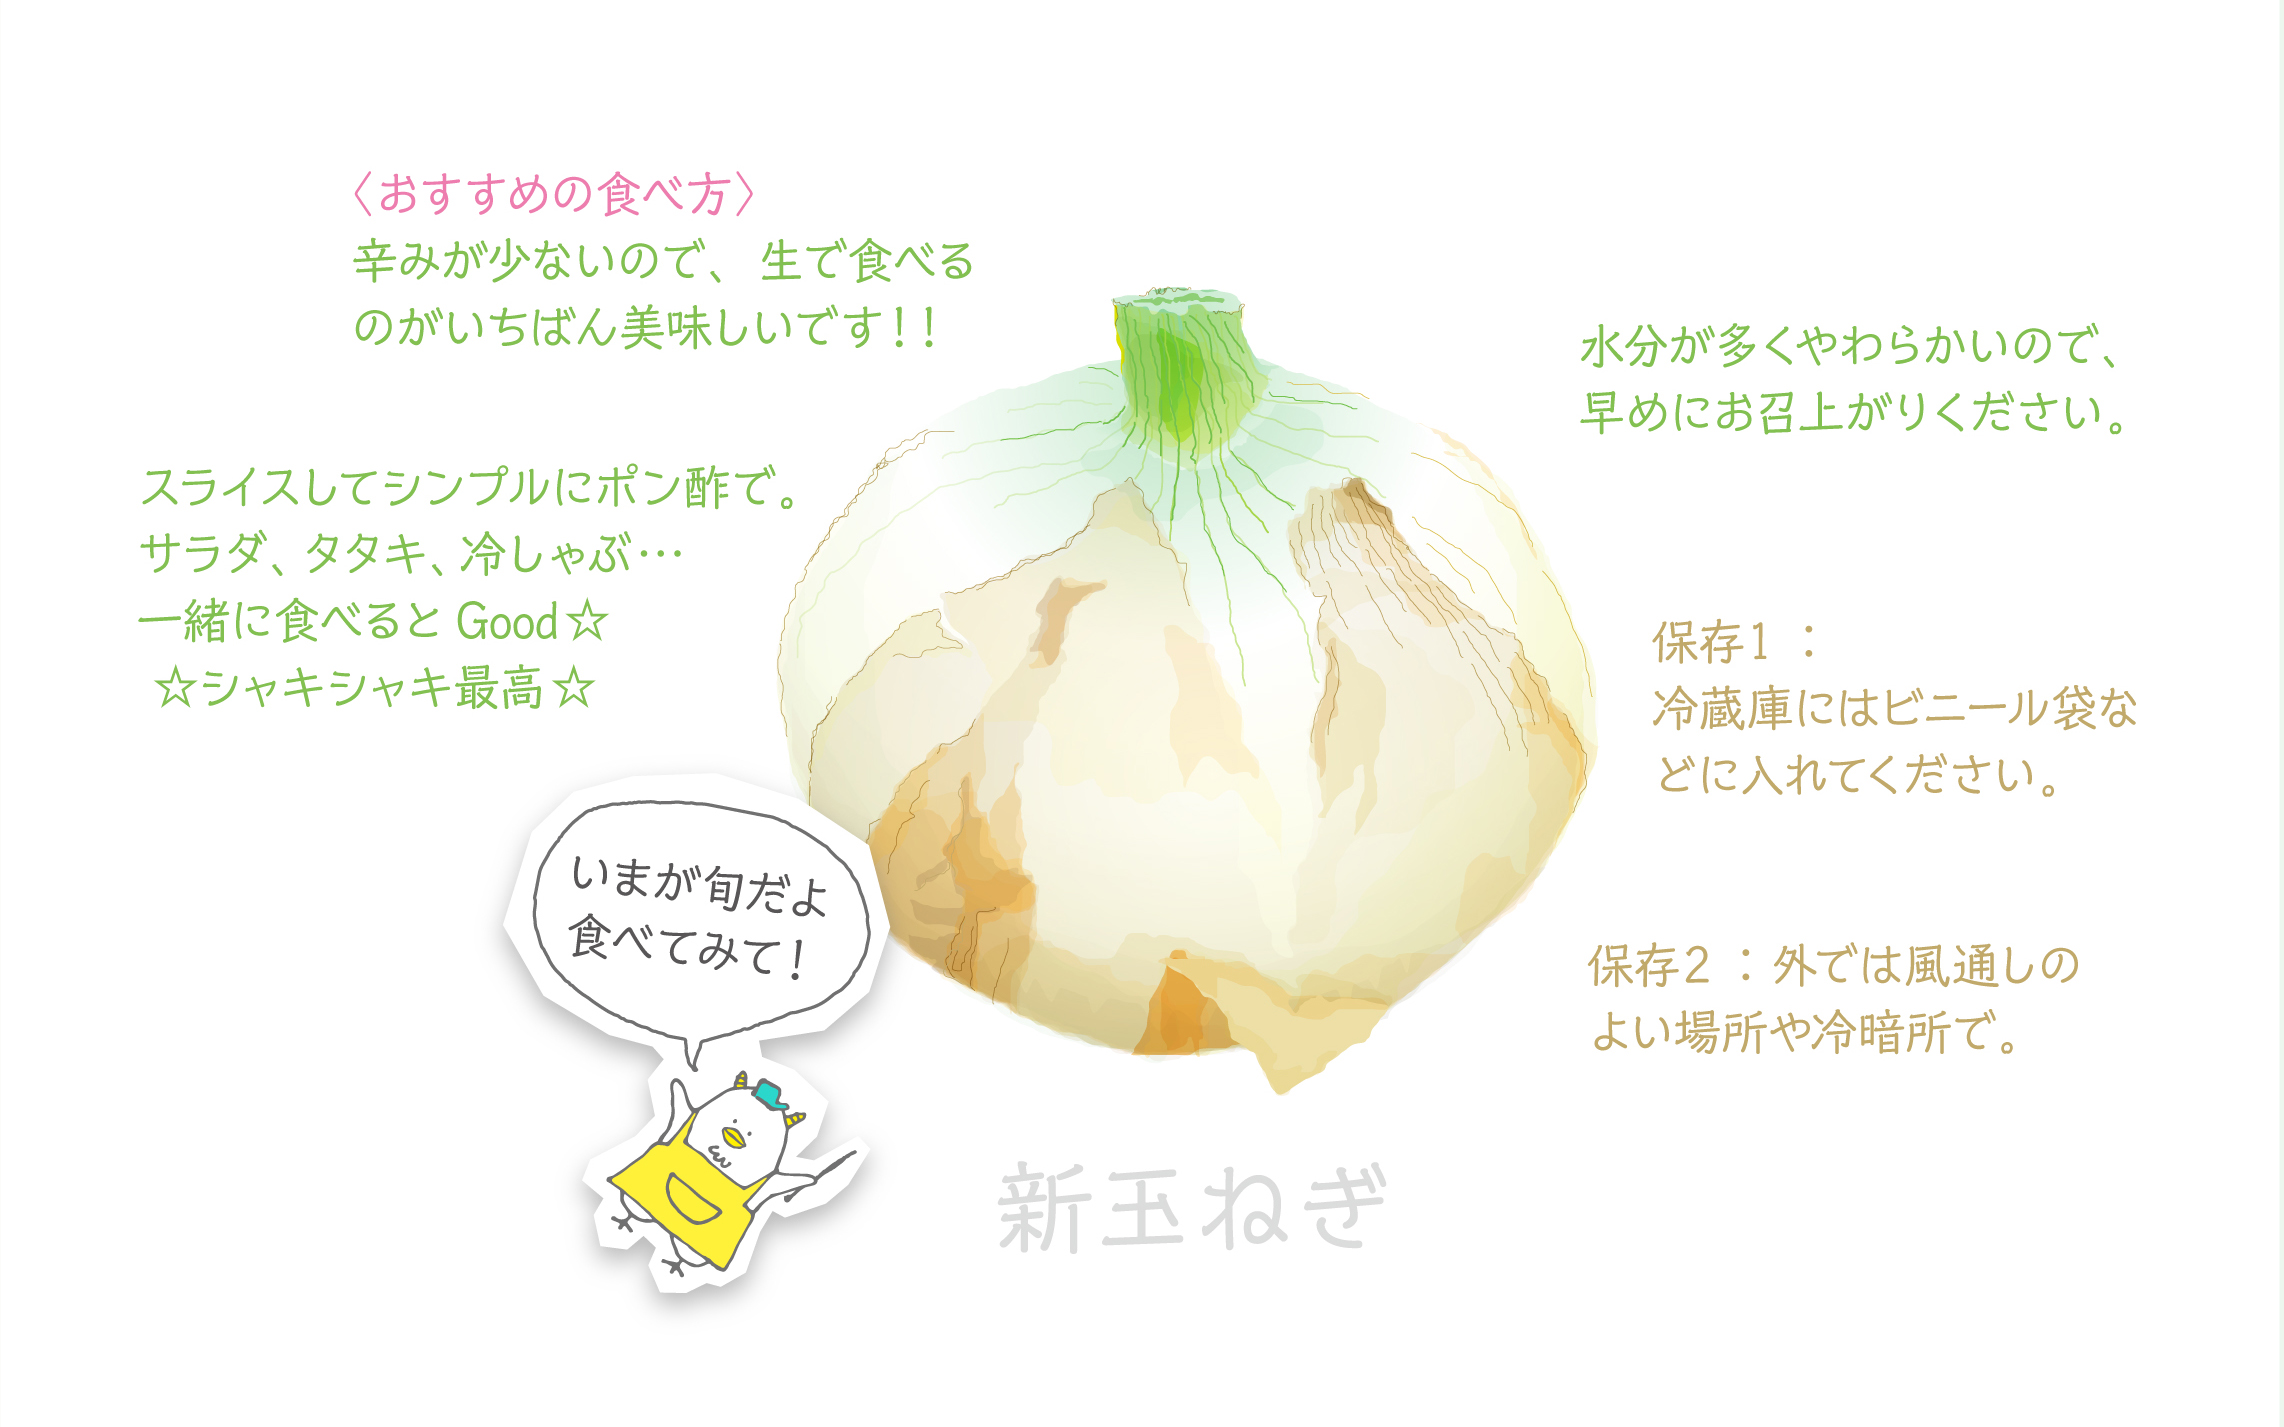 〈おすすめの食べ方〉
辛みが少ないので、生で食べる
のがいちばん美味しいです！！
スライスしてシンプルにポン酢で。
サラダ、タタキ、冷しゃぶ…
一緒に食べるとGood☆
☆シャキシャキ最高☆
水分が多くやわらかいので、
早めにお召上がりください。
保存1：
冷蔵庫にはビニール袋な
どに入れてください。
保存2：外では風通しの
よい場所や冷暗所で。
いまが旬だよ
食べてみて！
新玉ねぎ